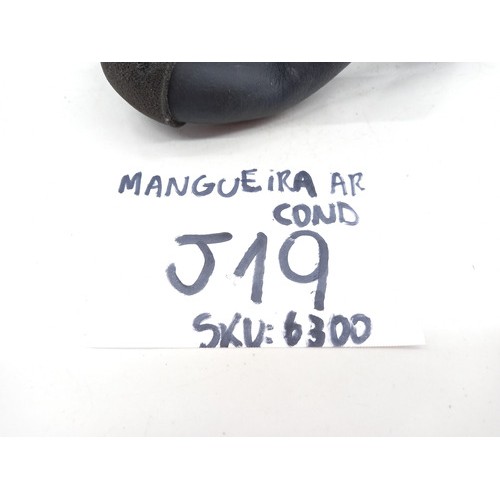 MANGUEIRA AR
COND
J19
SKU: 6300